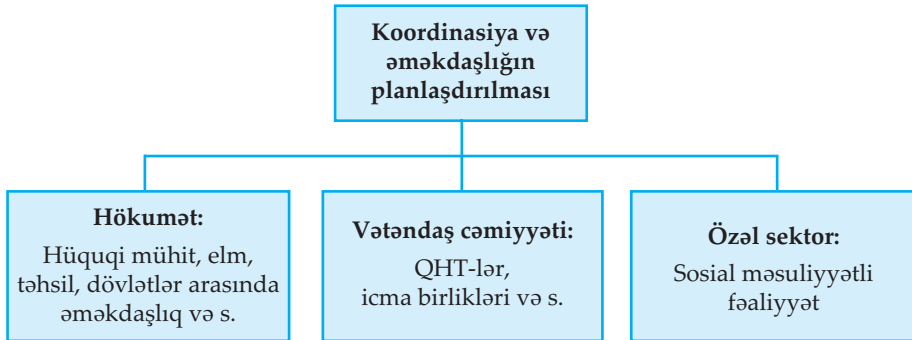 Koordinasiya və
əməkdaşlığın
planlaşdırılması
Hökumət:
Hüquqi mühit, elm,
təhsil, dövlətlər arasında
əməkdaşlıq və s.
Vətəndaş cəmiyyəti:
QHT-lər,
icma birlikləri və s.
Özəl sektor:
Sosial məsuliyyətli
fəaliyyət